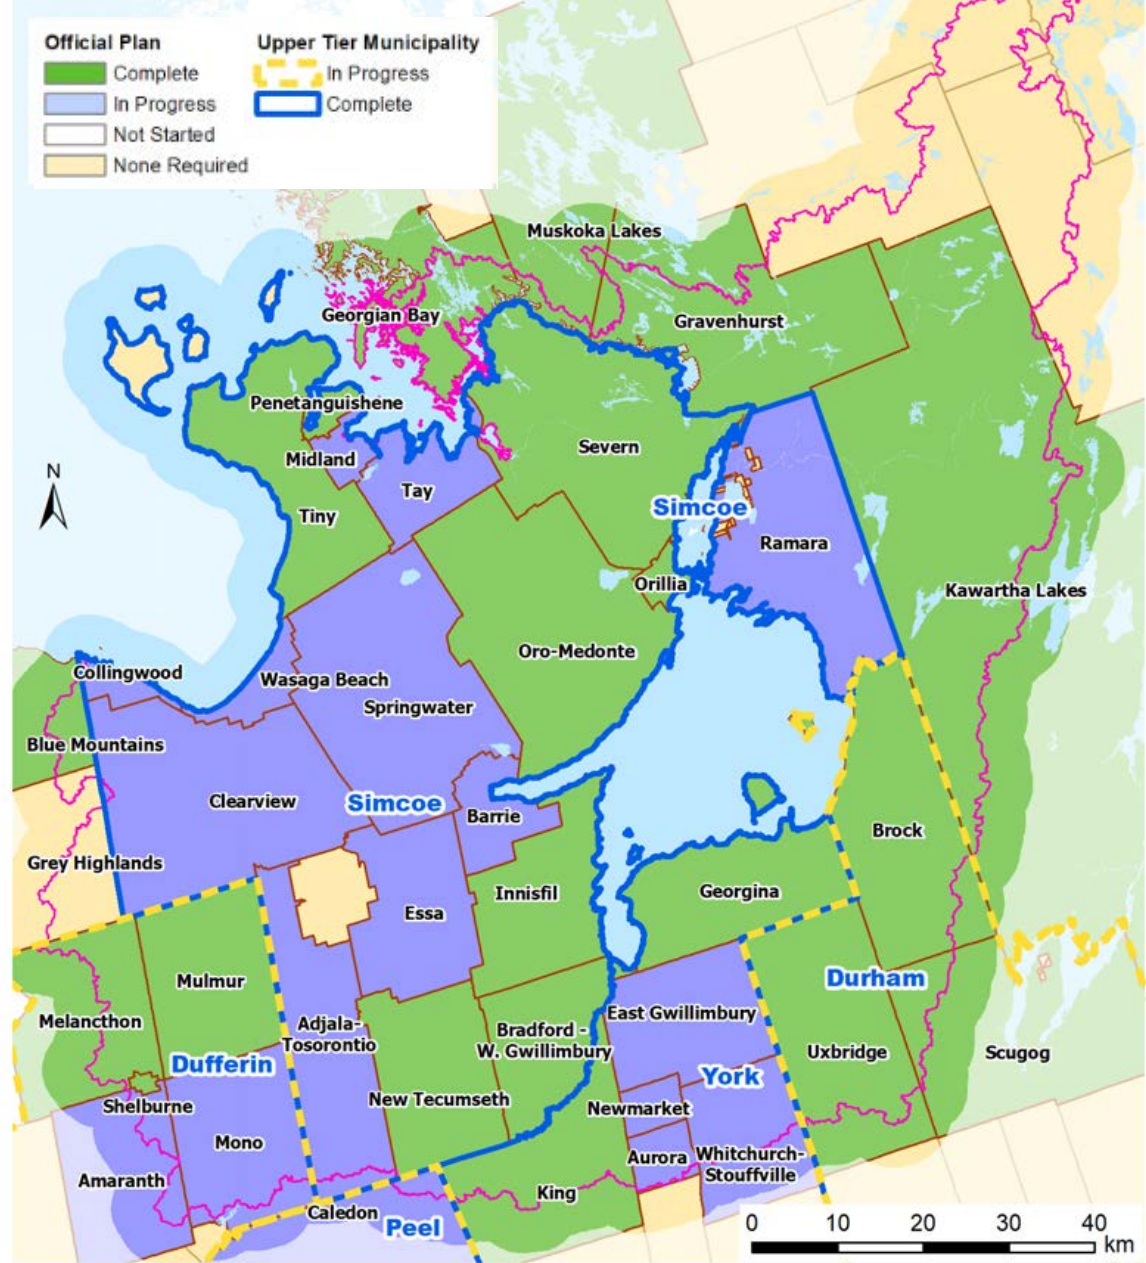 Official Plan
Complete
In Progress
Not Started
None Required
Upper Tier Municipality
In Progress
Complete
Muskoka Lakes
Georgian Bay
Gravenhurst
Penetanguishene
Midland
Severn
Tay
Simcoe
Tiny
Ramara
N
Orillia
Kawartha Lakes
Oro-Medonte
Collingwood
Wasaga Beach
Springwater
Blue Mountains
Clearview
Simcoe
Barrie
Brock
Grey Highlands
Georgina
Innisfil
Essa
Mulmur
Durham
Melancthon
East Gwillimbury
Adjala-
Tosorontio
Bradford -
W. Gwillimbury
Uxbridge
Scugog
Dufferin
York
New Tecumseth
Shelburne
Newmarket
Mono
Aurora
Whitchurch-
Stouffville
Amaranth
King
Caledon
Peel
0 10 20 30 40
km